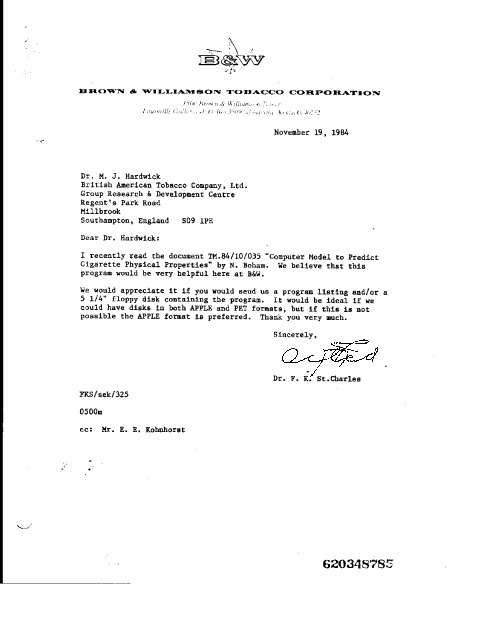 B&W
BROWN & WILLIAMSON TOBACCO CORPORATION
1500 Brown & Williamson Tower
Louisville Kentucky 40232
November 19, 1984
Dr. M. J. Hardwick
British American Tobacco Company, Ltd.
Group Research & Development Centre
Regent's Park Road
Millbrook
Southampton, England S09 1PE
Dear Dr. Hardwick:
I recently read the document TM.84/10/035 "Computer Model to Predict
Cigarette Physical Properties" by N. Boham. We believe that this
program would be very helpful here at B&W.
We would appreciate it if you would send us a program listing and/or a
5 1/4" floppy disk containing the program. It would be ideal if we
could have disks in both APPLE and PET formats, but if this is not
possible the APPLE format is preferred. Thank you very much.
Sincerely,
Dr. F. K. St.Charles
FKS/sek/325
0500m
cc: Mr. E. E. Kohnhorst
620348785